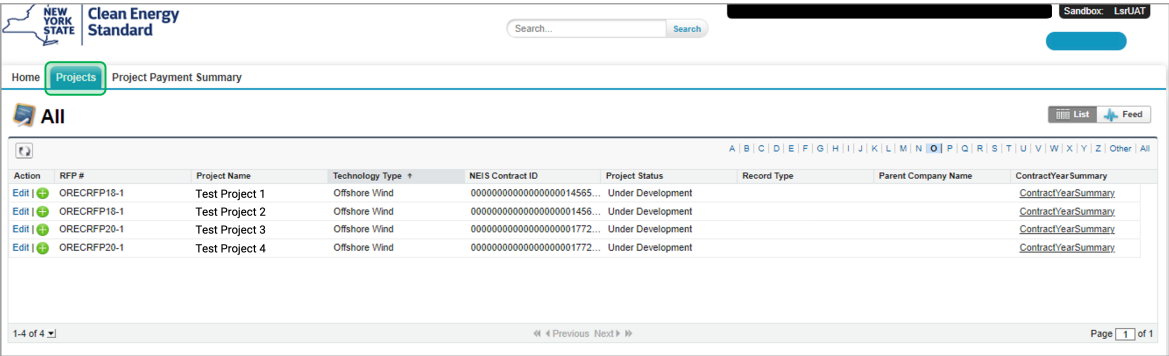 NEW YORK STATE Clean Energy Standard
Search... Search
Sandbox: LsrUAT
Home Projects Project Payment Summary
All
List Feed
A | B | C | D | E | F | G | H | I | J | K | L | M | N | O | P | Q | R | S | T | U | V | W | X | Y | Z | Other | All
Action RFP # Project Name Technology Type ↑ NEIS Contract ID Project Status Record Type Parent Company Name ContractYearSummary
Edit | ORECRFP18-1 Test Project 1 Offshore Wind 00000000000000000014565... Under Development ContractYearSummary
Edit | ORECRFP18-1 Test Project 2 Offshore Wind 00000000000000000001456... Under Development ContractYearSummary
Edit | ORECRFP20-1 Test Project 3 Offshore Wind 00000000000000000001772... Under Development ContractYearSummary
Edit | ORECRFP20-1 Test Project 4 Offshore Wind 00000000000000000001772... Under Development ContractYearSummary
1-4 of 4 Previous Next Page 1 of 1